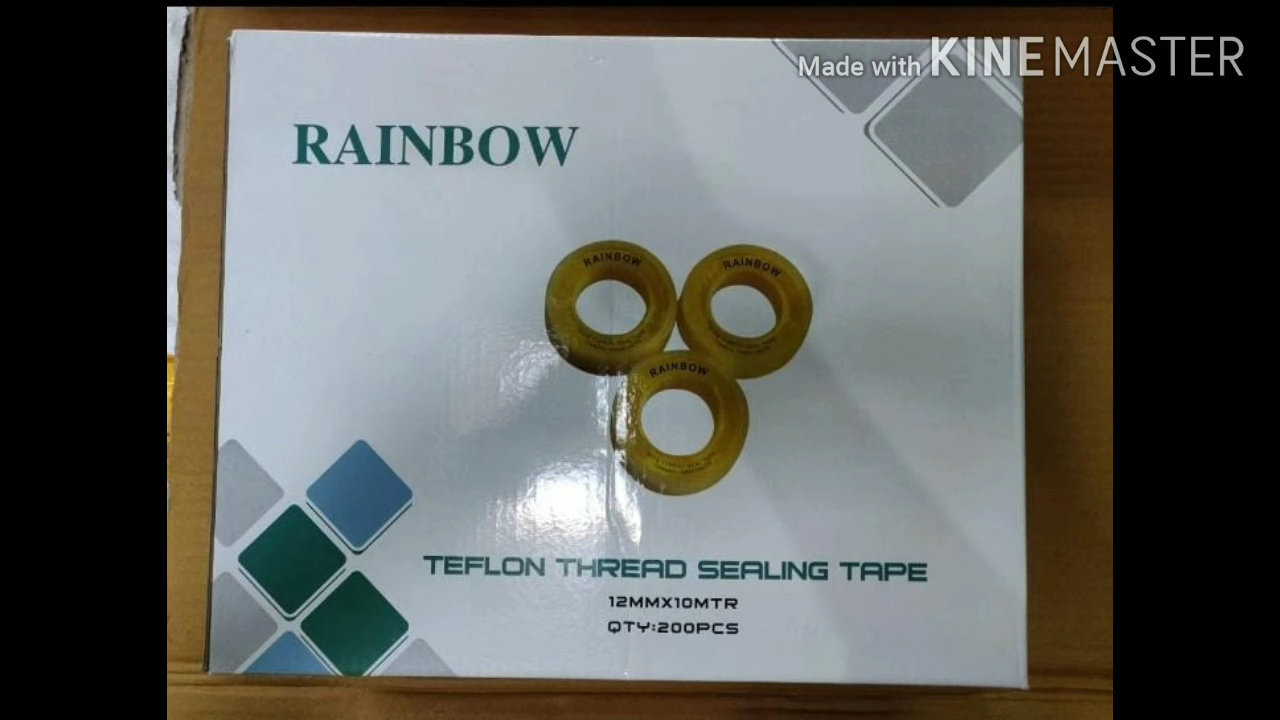 Made with KINEMASTER
RAINBOW
RAINBOW
RAINBOW
RAINBOW
TEFLON THREAD SEALING TAPE
12MMX10MTR
QTY:200PCS